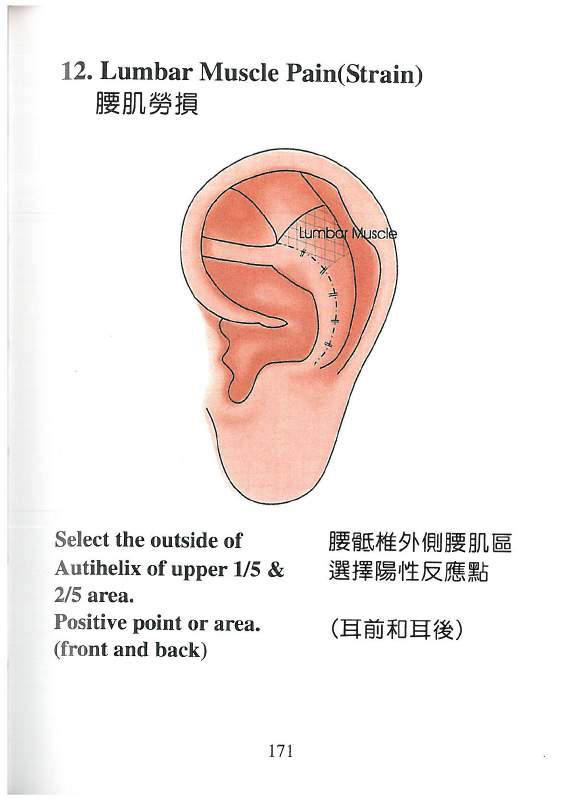 12. Lumbar Muscle Pain(Strain)
腰肌勞損
Lumbar Muscle
Select the outside of
Autihelix of upper 1/5 &
2/5 area.
Positive point or area.
(front and back)
腰骶椎外側腰肌區
選擇陽性反應點
（耳前和耳後）
171